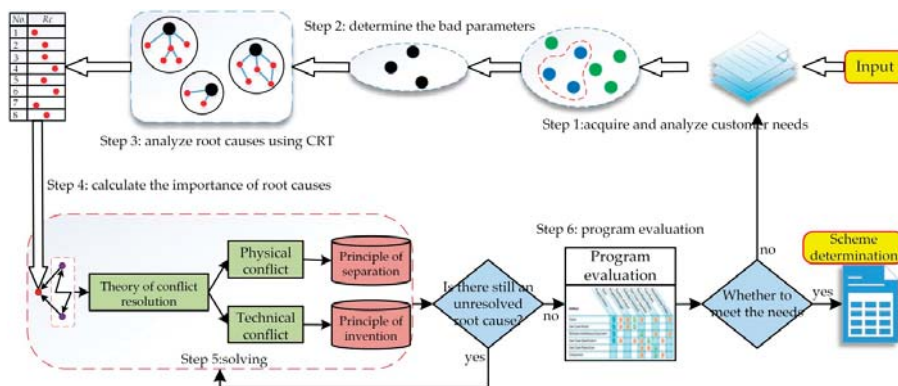 No.
Rc
1
2
3
4
5
6
7
8
Step 2: determine the bad parameters
Input
Step 3: analyze root causes using CRT
Step 1:acquire and analyze customer needs
Step 4: calculate the importance of root causes
Theory of conflict
resolution
Physical
conflict
Principle of
separation
Technical
conflict
Principle of
invention
Step 5:solving
Is there still an
unresolved
root cause?
no
yes
Step 6: program evaluation
Program
evaluation
Whether to
meet the needs
no
yes
Scheme
determination